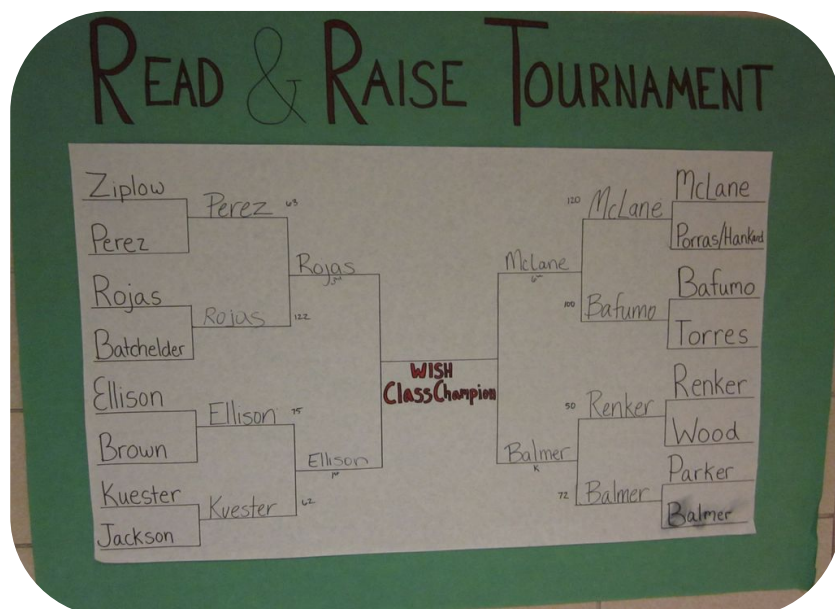 READ & RAISE TOURNAMENT
Ziplow
Perez
Rojas
Batchelder
Ellison
Brown
Kuester
Jackson
Perez 63
Rojas 122
Ellison 75
Kuester 62
Rojas
Ellison
WISH
Class Champion
McLane
Balmer
K
120 McLane
100 Bafumo
50 Renker
72 Balmer
McLane
Porras/Hankard
Bafumo
Torres
Renker
Wood
Parker
Balmer